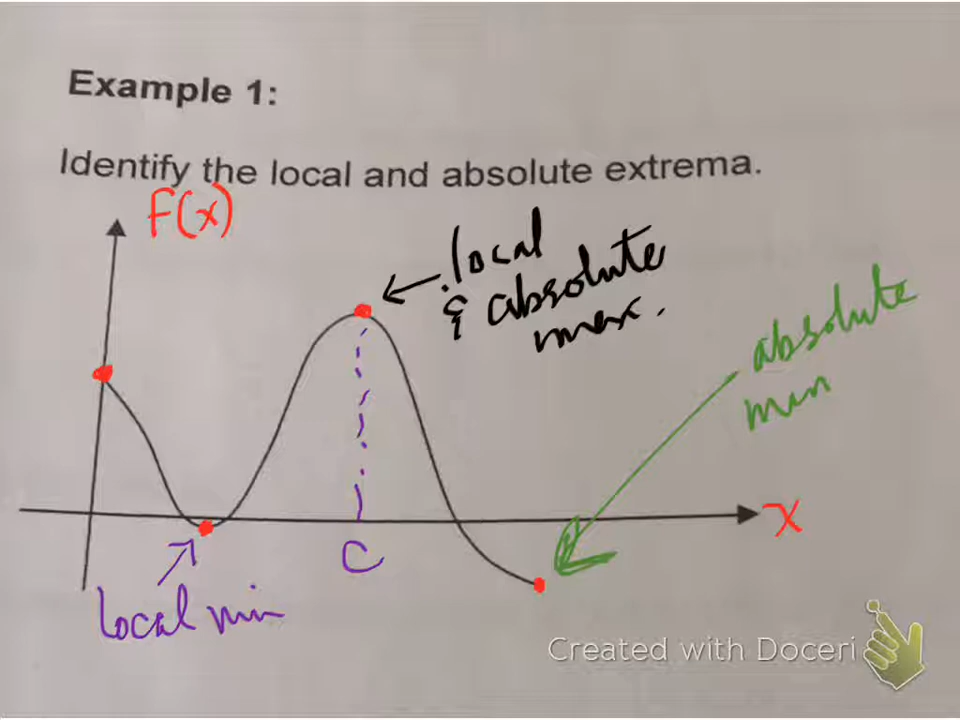 Example 1:
Identify the local and absolute extrema.
F(x)
local
& absolute
max.
absolute
min
x
C
local min
Created with Doceri